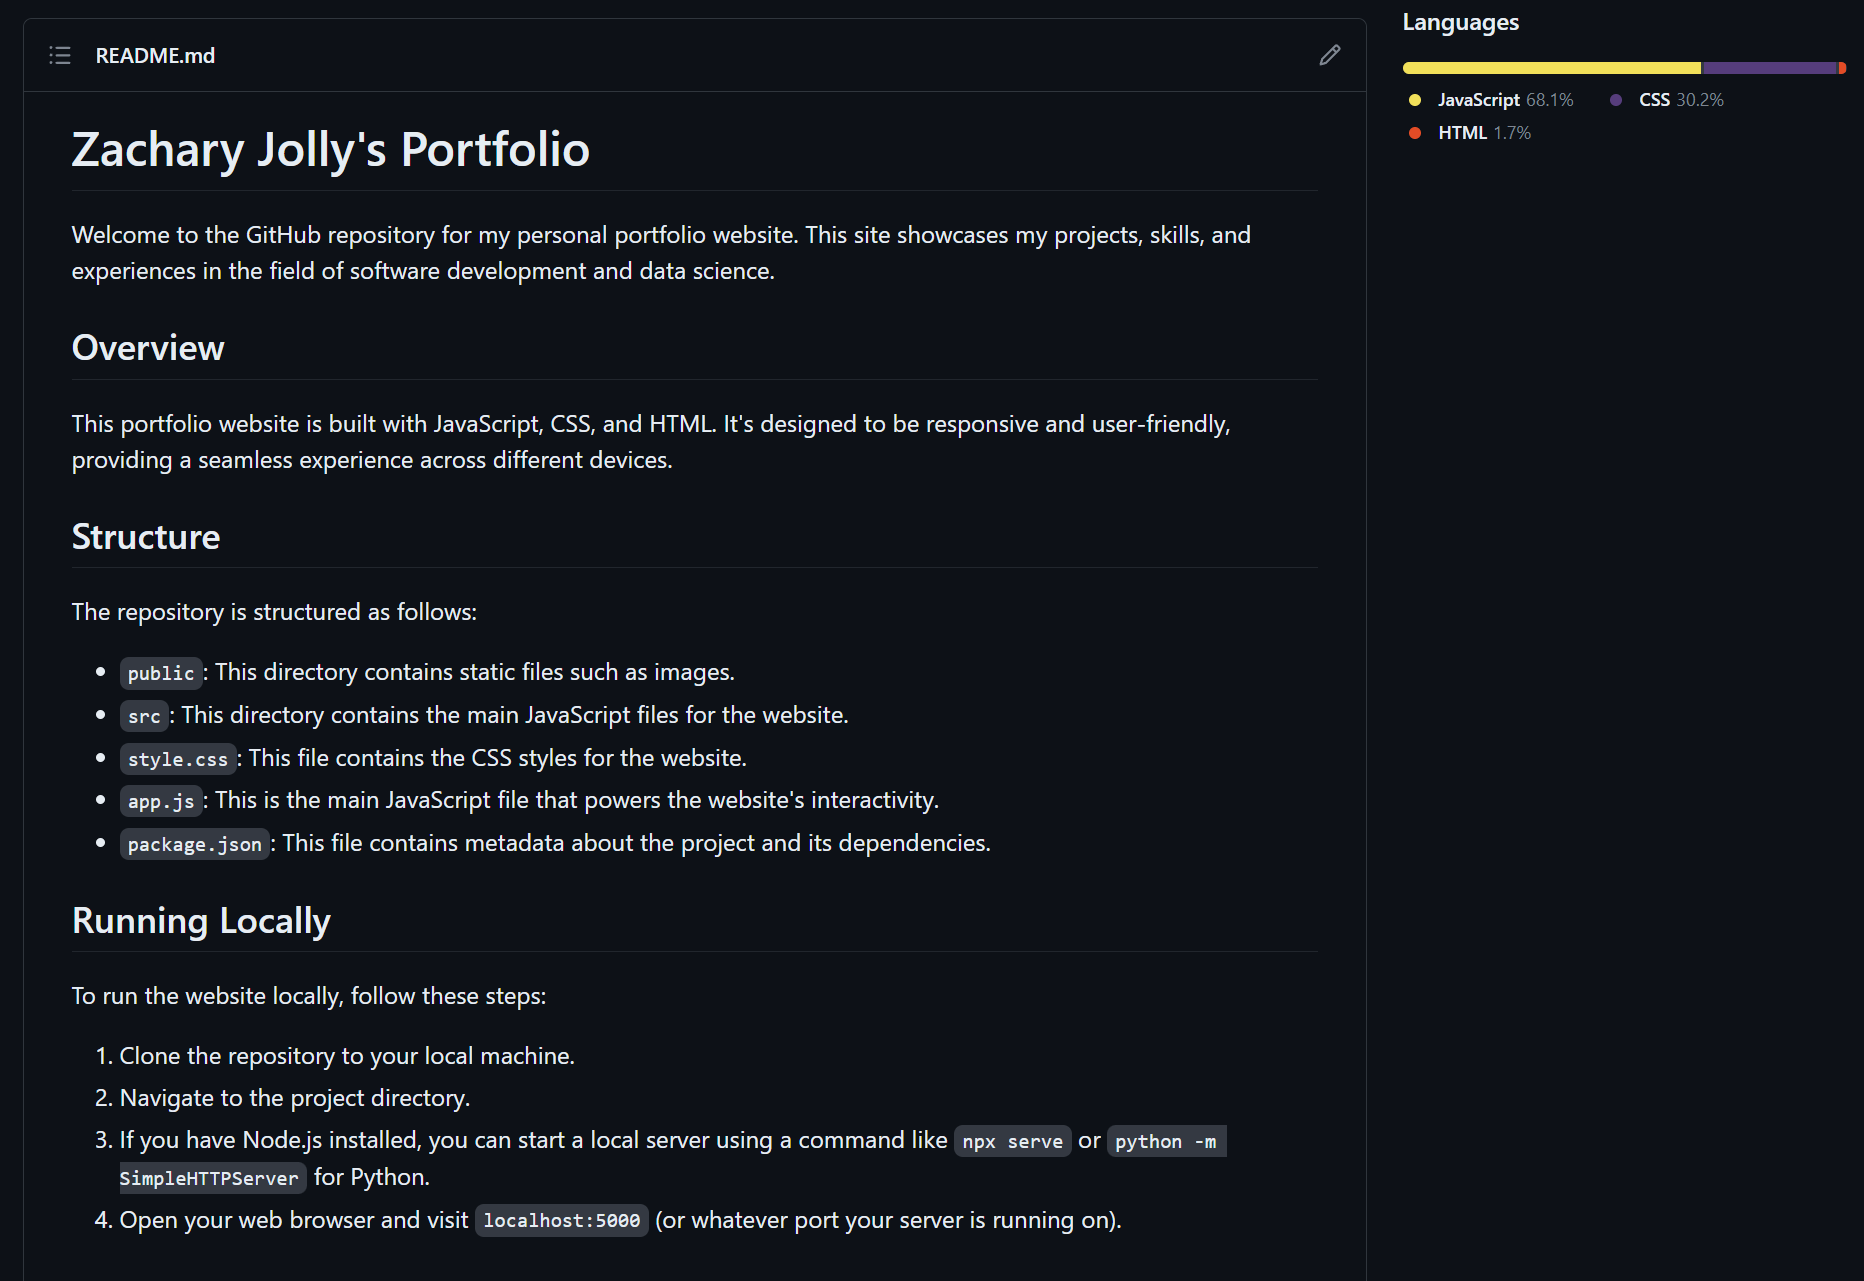 README.md
Zachary Jolly's Portfolio
Welcome to the GitHub repository for my personal portfolio website. This site showcases my projects, skills, and
experiences in the field of software development and data science.
Overview
This portfolio website is built with JavaScript, CSS, and HTML. It's designed to be responsive and user-friendly,
providing a seamless experience across different devices.
Structure
The repository is structured as follows:
• public: This directory contains static files such as images.
• src: This directory contains the main JavaScript files for the website.
• style.css: This file contains the CSS styles for the website.
• app.js: This is the main JavaScript file that powers the website's interactivity.
• package.json: This file contains metadata about the project and its dependencies.
Running Locally
To run the website locally, follow these steps:
1. Clone the repository to your local machine.
2. Navigate to the project directory.
3. If you have Node.js installed, you can start a local server using a command like npx serve or python -m
SimpleHTTPServer for Python.
4. Open your web browser and visit localhost:5000 (or whatever port your server is running on).
Languages
JavaScript 68.1% CSS 30.2%
HTML 1.7%